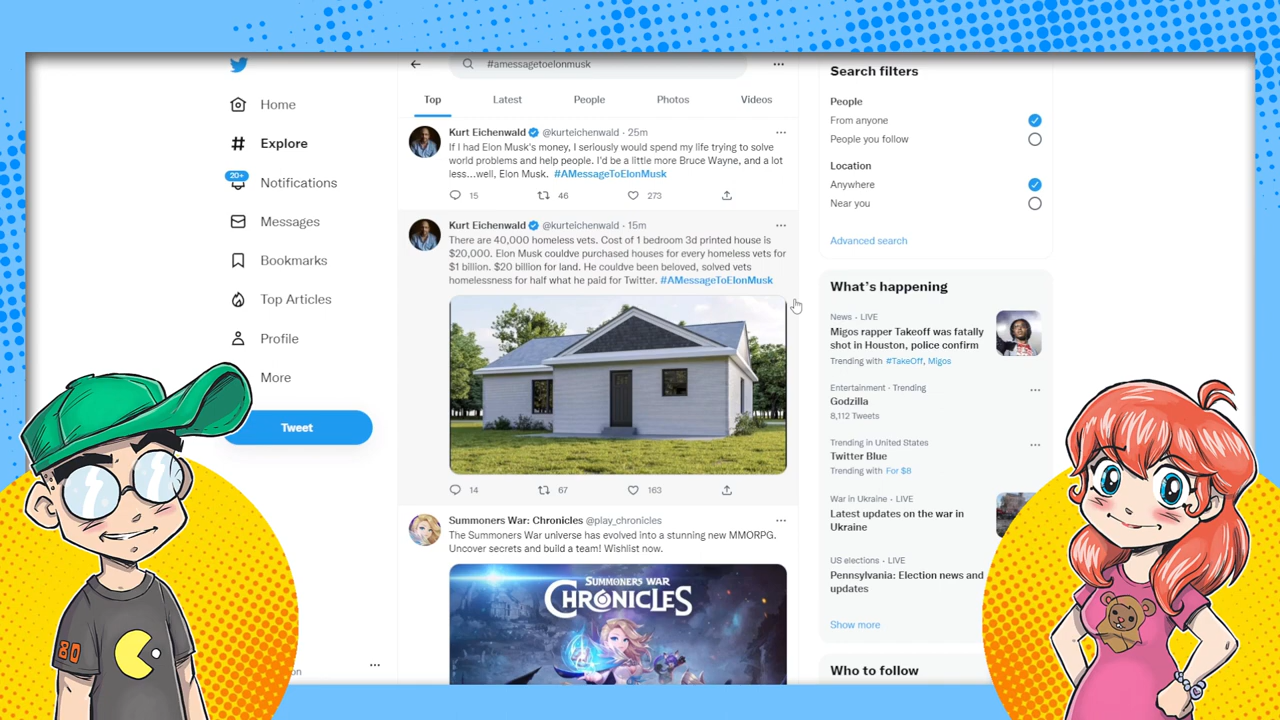 #amessagetoelonmusk
Home
Explore
20+
Notifications
Messages
Bookmarks
Top Articles
Profile
More
Tweet
Top
Latest
People
Photos
Videos
Kurt Eichenwald @kurteichenwald · 25m
If I had Elon Musk's money, I seriously would spend my life trying to solve
world problems and help people. I'd be a little more Bruce Wayne, and a lot
less...well, Elon Musk. #AMessageToElonMusk
15
46
273
Kurt Eichenwald @kurteichenwald · 15m
There are 40,000 homeless vets. Cost of 1 bedroom 3d printed house is
$20,000. Elon Musk couldve purchased houses for every homeless vets for
$1 billion. $20 billion for land. He couldve been beloved, solved vets
homelessness for half what he paid for Twitter. #AMessageToElonMusk
14
67
163
Summoners War: Chronicles @play_chronicles
The Summoners War universe has evolved into a stunning new MMORPG.
Uncover secrets and build a team! Wishlist now.
SUMMONERS WAR
CHRONICLES
Search filters
People
From anyone
People you follow
Location
Anywhere
Near you
Advanced search
What's happening
News · LIVE
Migos rapper Takeoff was fatally
shot in Houston, police confirm
Trending with #TakeOff, Migos
Entertainment · Trending
Godzilla
8,112 Tweets
Trending in United States
Twitter Blue
Trending with For $8
War in Ukraine · LIVE
Latest updates on the war in
Ukraine
US elections · LIVE
Pennsylvania: Election news and
updates
Show more
Who to follow
80